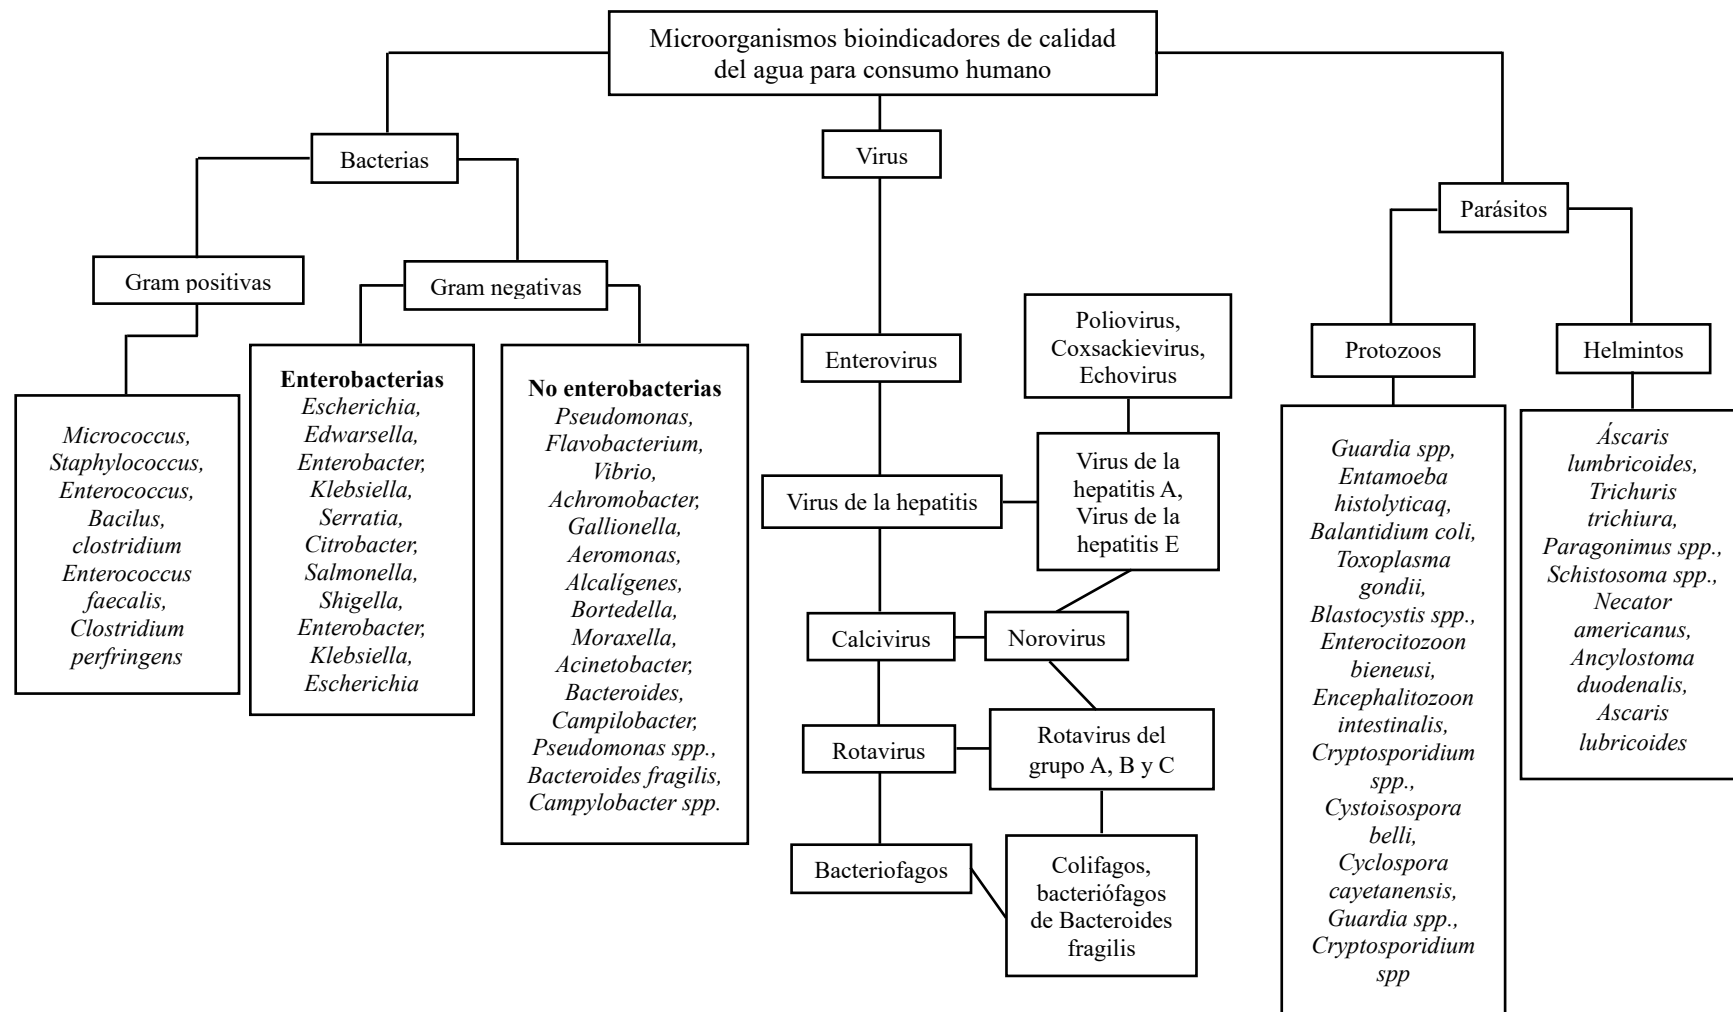 Microorganismos bioindicadores de calidad
del agua para consumo humano
Bacterias
Virus
Parásitos
Gram positivas
Gram negativas
Micrococcus,
Staphylococcus,
Enterococcus,
Bacilus,
clostridium
Enterococcus
faecalis,
Clostridium
perfringens
Enterobacterias
Escherichia,
Edwarsella,
Enterobacter,
Klebsiella,
Serratia,
Citrobacter,
Salmonella,
Shigella,
Enterobacter,
Klebsiella,
Escherichia
No enterobacterias
Pseudomonas,
Flavobacterium,
Vibrio,
Achromobacter,
Gallionella,
Aeromonas,
Alcalígenes,
Bortedella,
Moraxella,
Acinetobacter,
Bacteroides,
Campilobacter,
Pseudomonas spp.,
Bacteroides fragilis,
Campylobacter spp.
Enterovirus
Poliovirus,
Coxsackievirus,
Echovirus
Virus de la hepatitis
Virus de la
hepatitis A,
Virus de la
hepatitis E
Calcivirus
Norovirus
Rotavirus
Rotavirus del
grupo A, B y C
Bacteriofagos
Colifagos,
bacteriófagos
de Bacteroides
fragilis
Protozoos
Helmintos
Guardia spp,
Entamoeba
histolyticaq,
Balantidium coli,
Toxoplasma
gondii,
Blastocystis spp.,
Enterocitozoon
bieneusi,
Encephalitozoon
intestinalis,
Cryptosporidium
spp.,
Cystoisospora
belli,
Cyclospora
cayetanensis,
Guardia spp.,
Cryptosporidium
spp
Áscaris
lumbricoides,
Trichuris
trichiura,
Paragonimus spp.,
Schistosoma spp.,
Necator
americanus,
Ancylostoma
duodenalis,
Ascaris
lubricoides